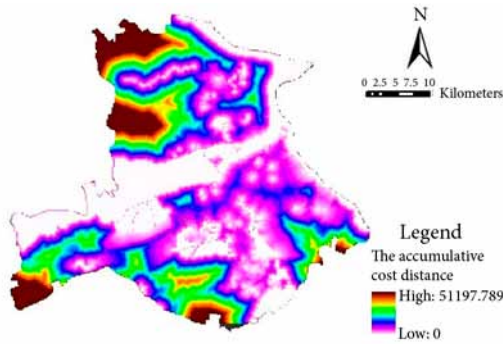 N
0 2.5 5 7.5 10
Kilometers
Legend
The accumulative
cost distance
High: 51197.789
Low: 0